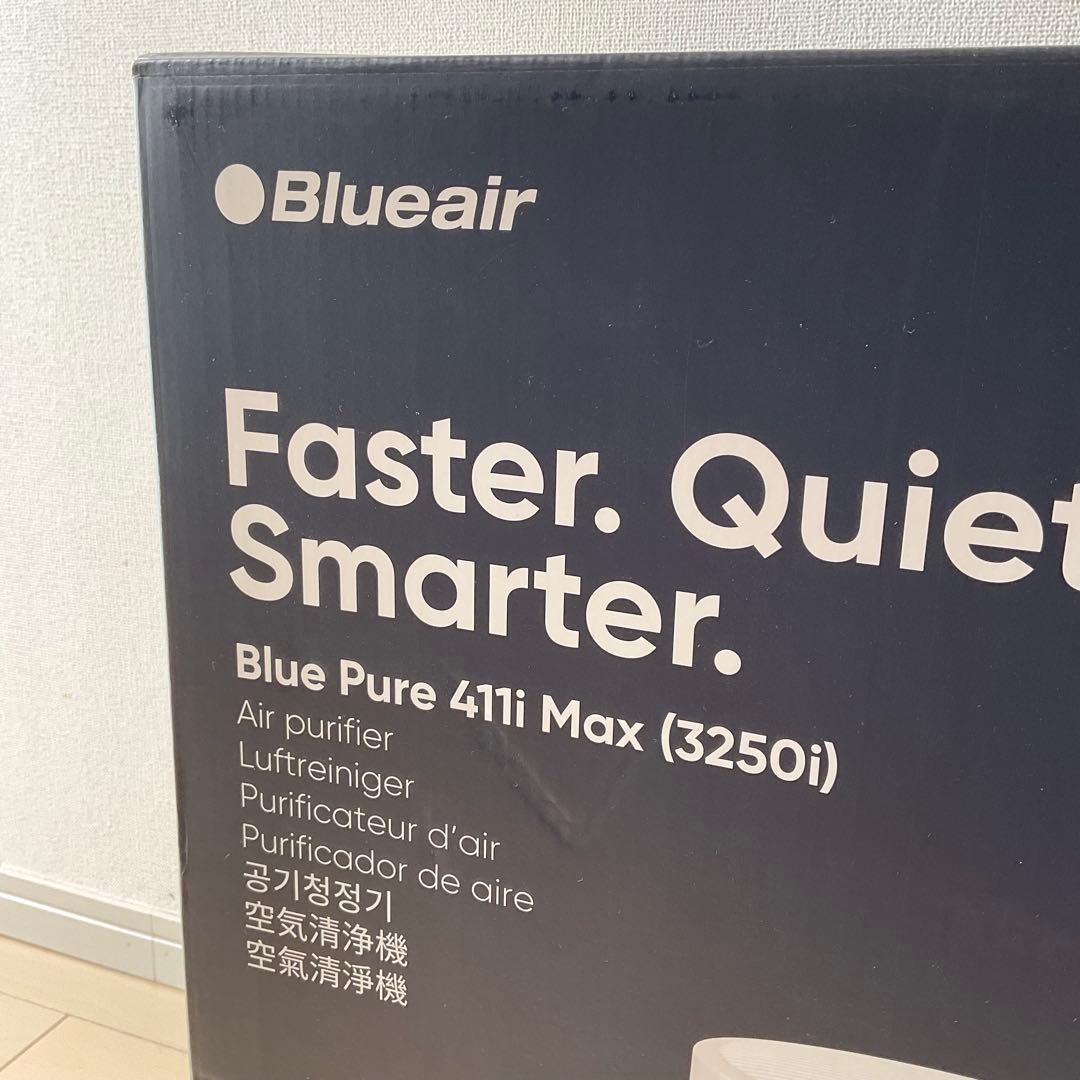 Blueair
Faster. Quiet
Smarter.
Blue Pure 411i Max (3250i)
Air purifier
Luftreiniger
Purificateur d'air
Purificador de aire
공기청정기
空気清浄機
空氣清淨機